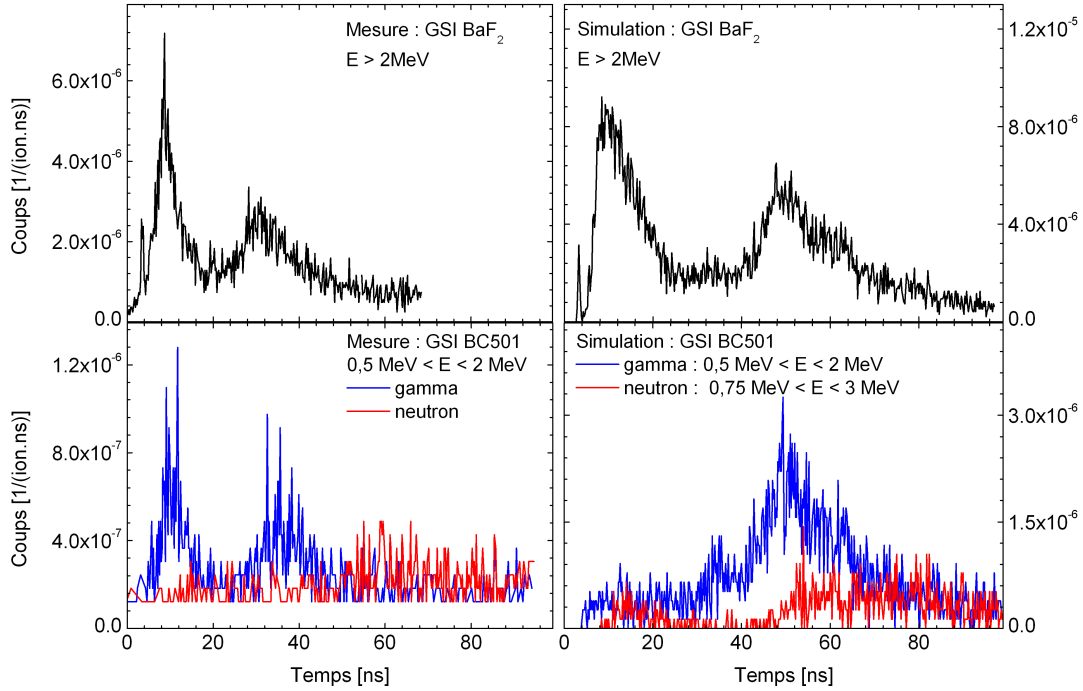 Mesure : GSI BaF₂
E > 2MeV
Simulation : GSI BaF₂
E > 2MeV
Coups [1/(ion.ns)]
6.0x10⁻⁶
4.0x10⁻⁶
2.0x10⁻⁶
0.0
1.2x10⁻⁵
8.0x10⁻⁶
4.0x10⁻⁶
0.0
Mesure : GSI BC501
0,5 MeV < E < 2 MeV
gamma
neutron
Simulation : GSI BC501
gamma : 0,5 MeV < E < 2 MeV
neutron : 0,75 MeV < E < 3 MeV
Coups [1/(ion.ns)]
1.2x10⁻⁶
8.0x10⁻⁷
4.0x10⁻⁷
0.0
3.0x10⁻⁶
1.5x10⁻⁶
0.0
0 20 40 60 80
0 20 40 60 80
Temps [ns]
Temps [ns]